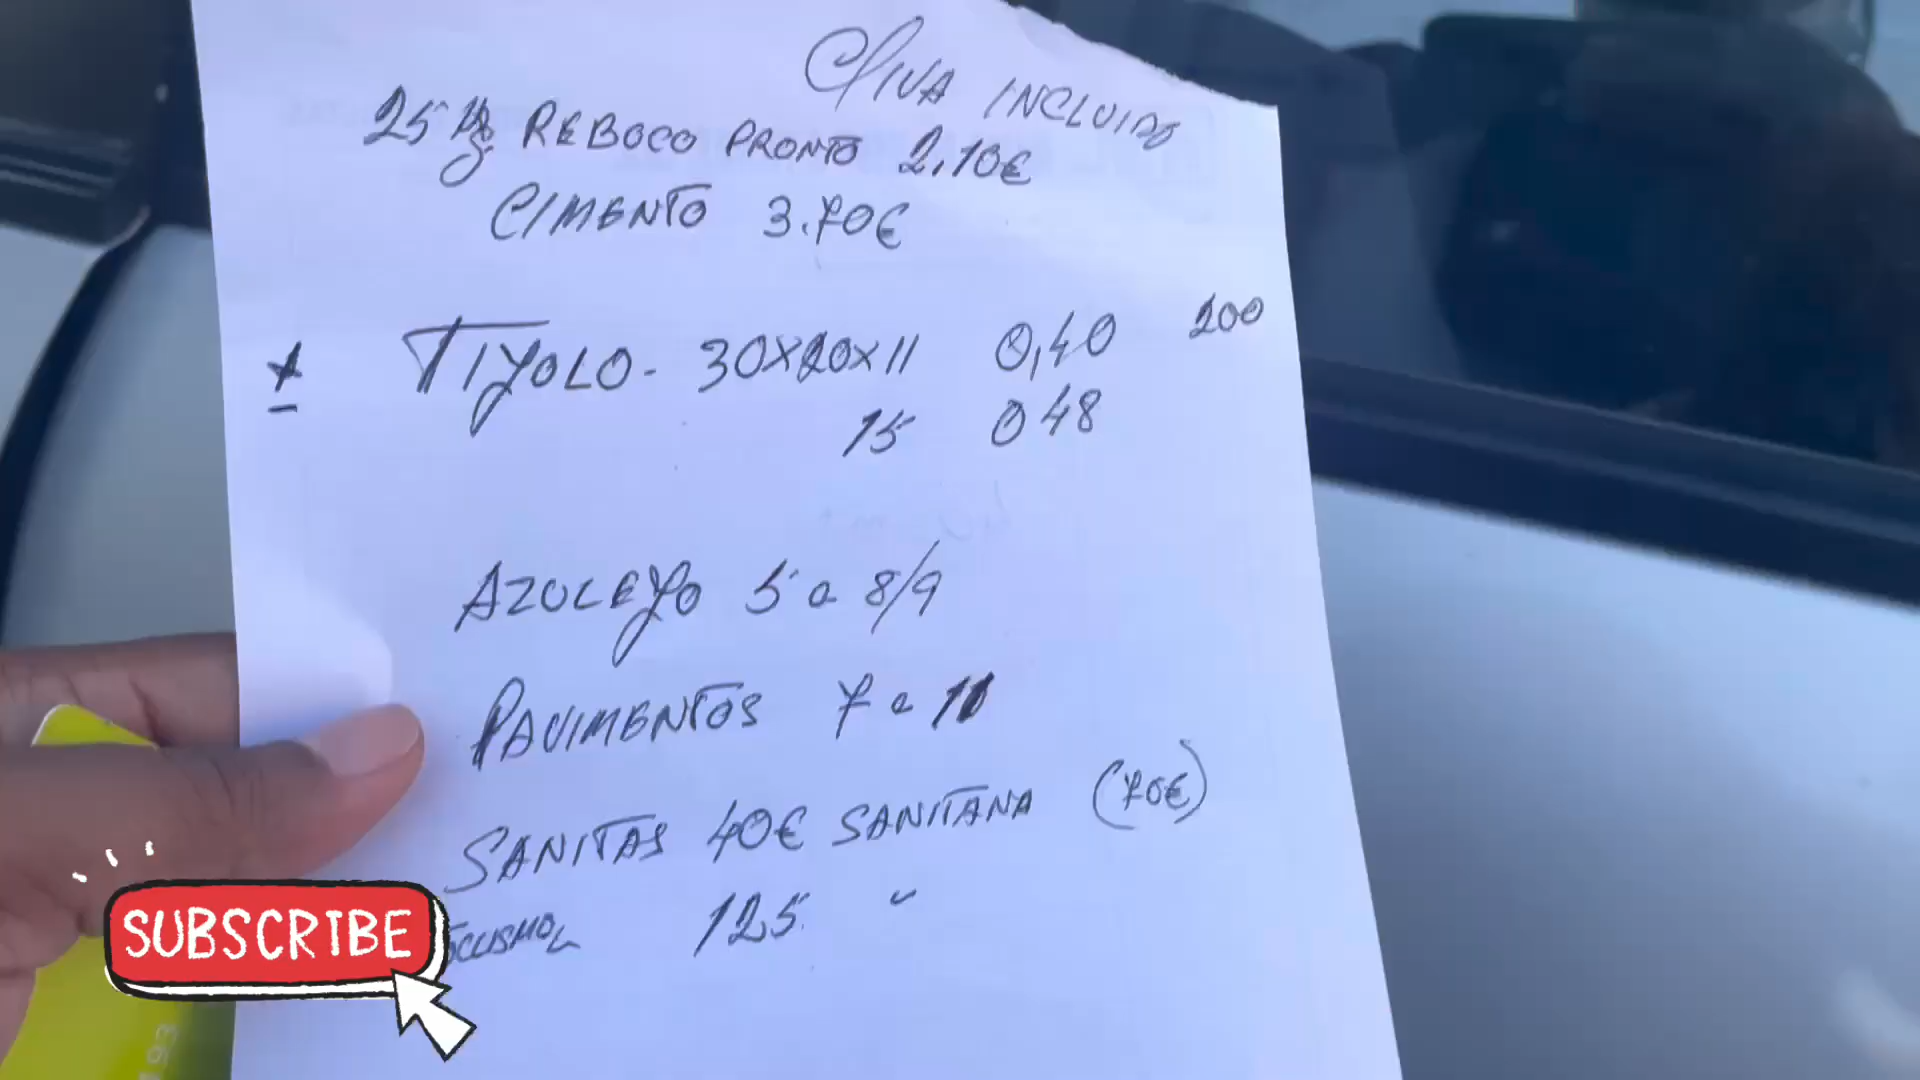 C/IVA INCLUIDO
25 Kg REBOCO PRONTO 2,10€
CIMENTO 3.70€
TIJOLO - 30X20X11 0,40 200
15 0 48
AZULEJO 5 a 8/9
PAVIMENTOS 7 a 11
SANITAS 40€ SANITANA (70€)
125 "
SUBSCRIBE